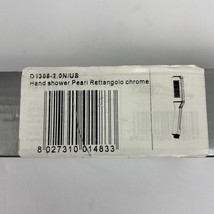 D1308-2.0N/US
Hand shower Pearl Rettangolo chrome
8 027310 014833